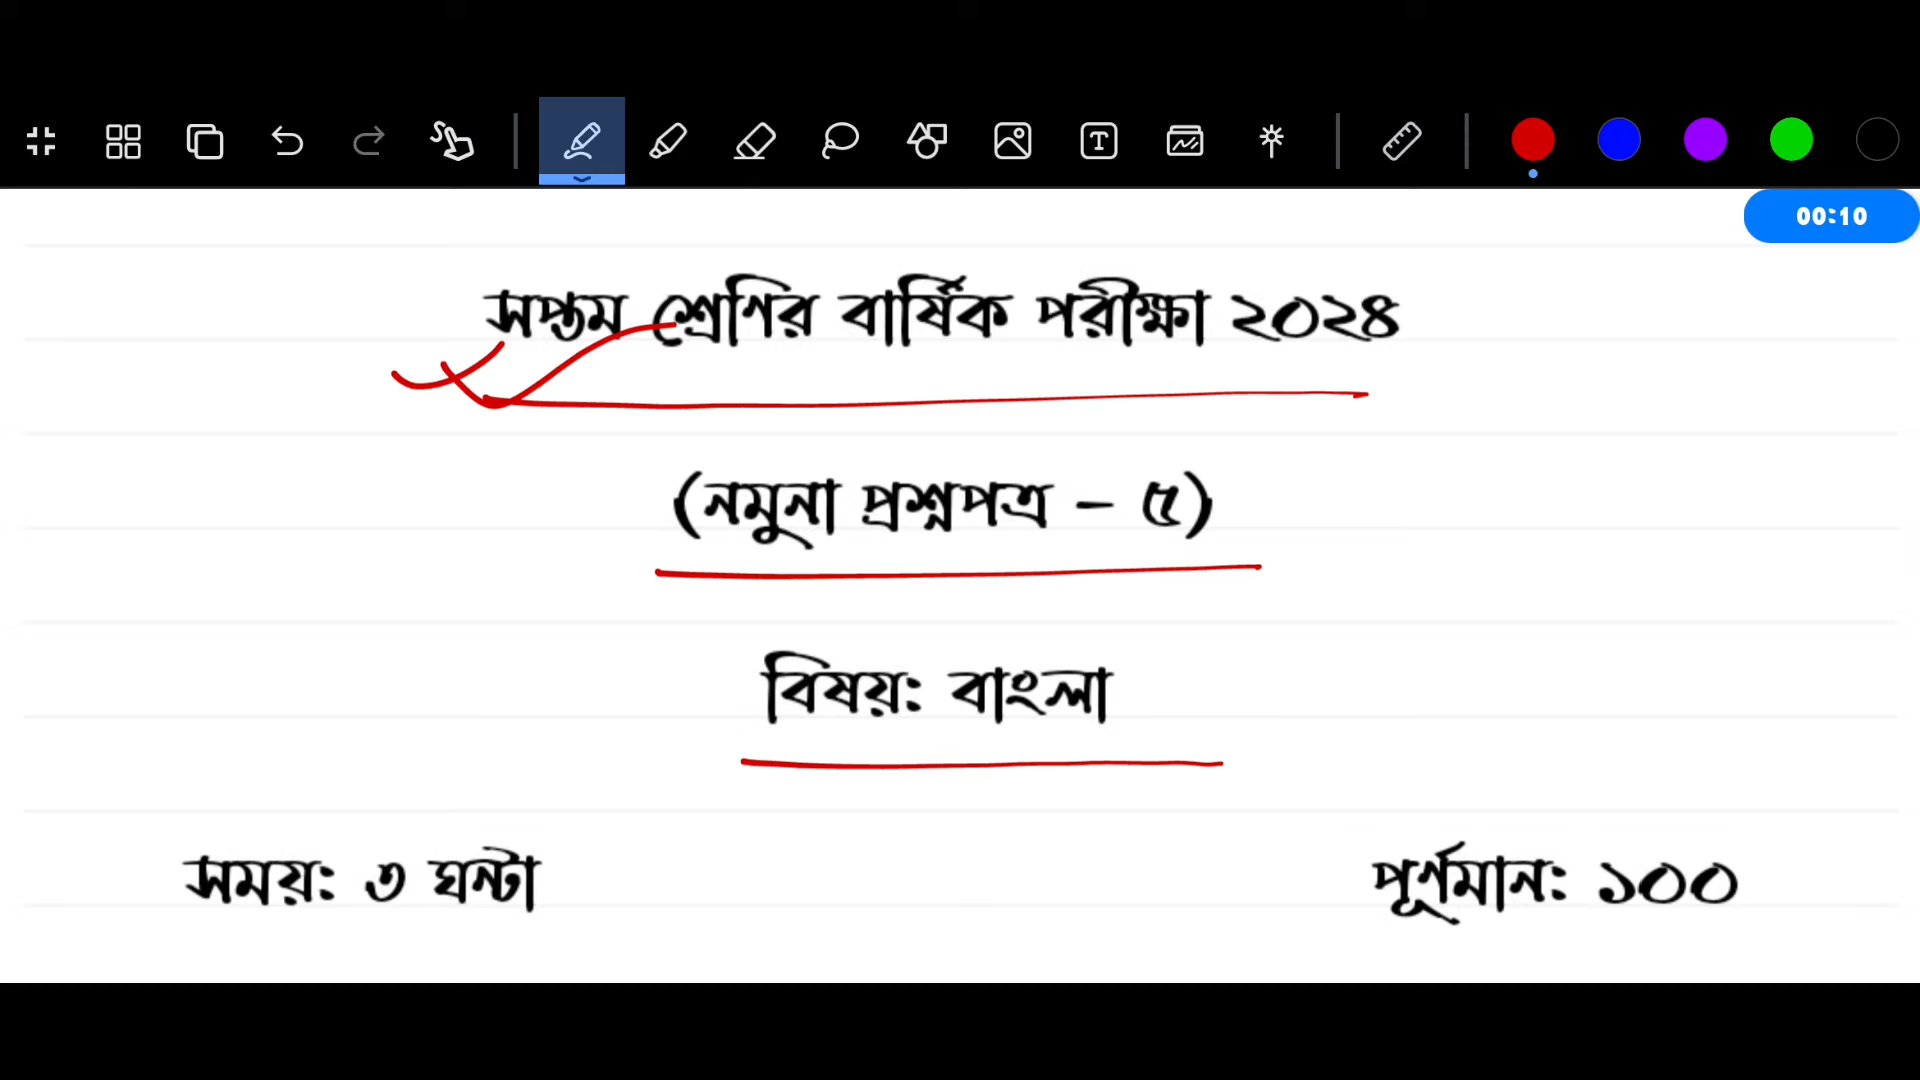 00:10
সপ্তম শ্রেণির বার্ষিক পরীক্ষা ২০২৪
(নমুনা প্রশ্নপত্র – ৫)
বিষয়: বাংলা
সময়: ৩ ঘন্টা পূর্ণমান: ১০০